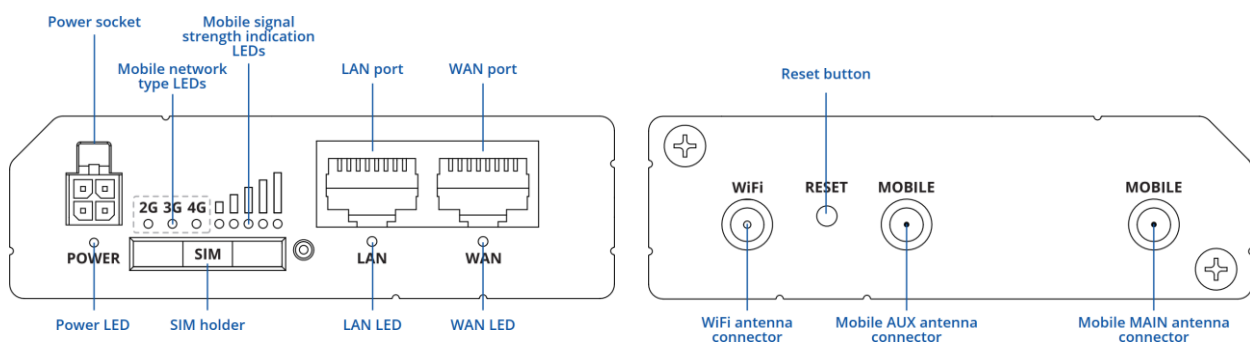 Power socket
Mobile signal
strength indication
LEDs
Mobile network
type LEDs
LAN port
WAN port
Reset button
2G 3G 4G
POWER
SIM
LAN
WAN
WiFi
RESET
MOBILE
MOBILE
Power LED
SIM holder
LAN LED
WAN LED
WiFi antenna
connector
Mobile AUX antenna
connector
Mobile MAIN antenna
connector